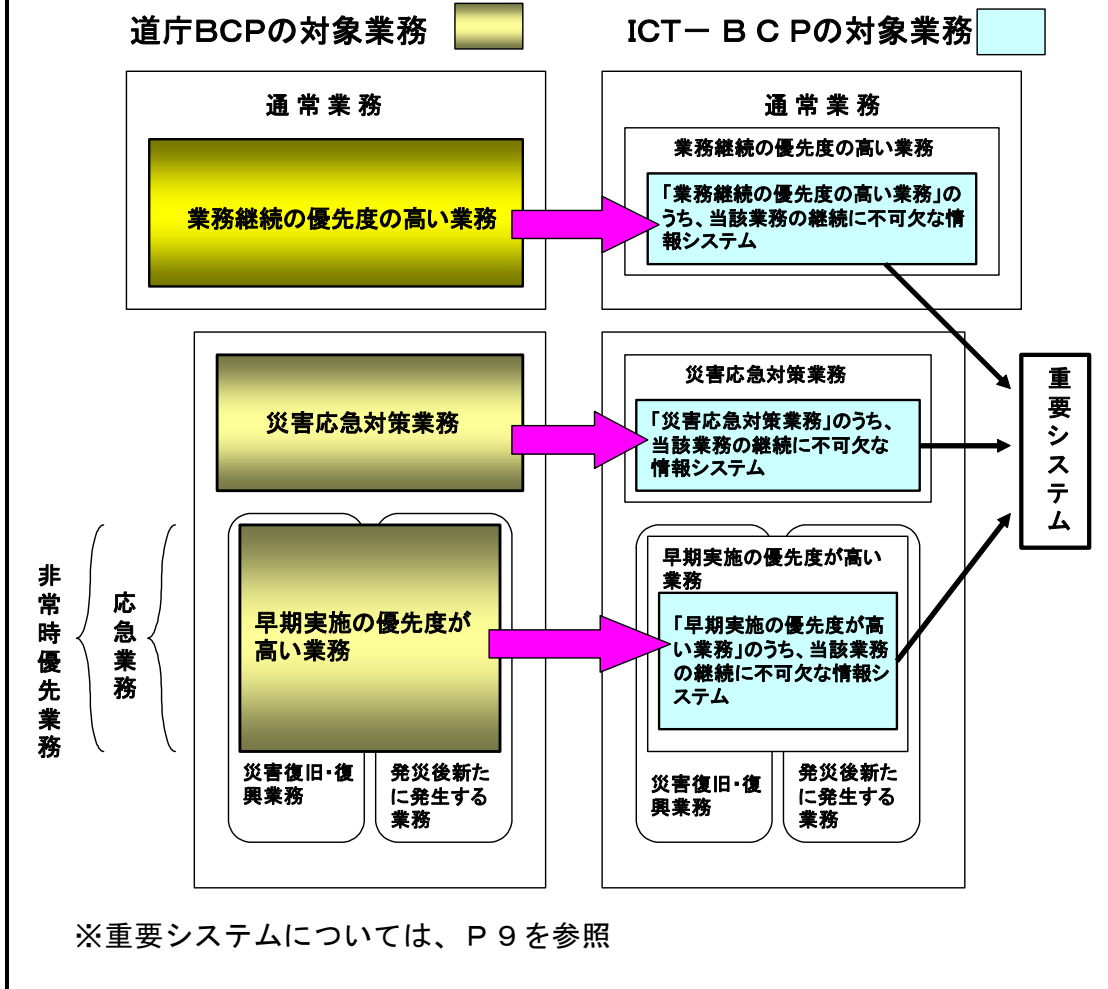 道庁BCPの対象業務
ICT－ＢＣＰの対象業務
通常業務
業務継続の優先度の高い業務
通常業務
業務継続の優先度の高い業務
「業務継続の優先度の高い業務」の
うち、当該業務の継続に不可欠な情
報システム
災害応急対策業務
災害応急対策業務
「災害応急対策業務」のうち、
当該業務の継続に不可欠な
情報システム
重要システム
非常時優先業務
応急業務
早期実施の優先度が
高い業務
災害復旧・復
興業務
発災後新た
に発生する
業務
早期実施の優先度が高い
業務
「早期実施の優先度が高
い業務」のうち、当該業務
の継続に不可欠な情報シ
ステム
災害復旧・復
興業務
発災後新た
に発生する
業務
※重要システムについては、Ｐ９を参照